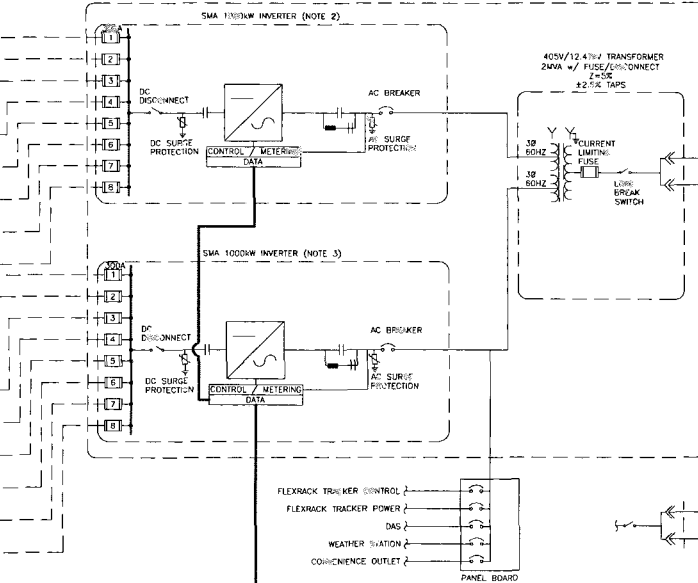 SMA INVERTER (NOTE 2)
1
2
3
4
5
6
7
8
DC
DISCONNECT
DC SURGE
PROTECTION
CONTROL / METERING
DATA
AC BREAKER
AC SURGE
PROTECTION
405V/ TRANSFORMER
2MVA w/ FUSE/DISCONNECT
Z=5%
±2.5% TAPS
3Ø
60HZ
3Ø
60HZ
CURRENT
LIMITING
FUSE
LOAD
BREAK
SWITCH
SMA 1000kW INVERTER (NOTE 3)
300A
1
2
3
4
5
6
7
8
DC
DISCONNECT
DC SURGE
PROTECTION
CONTROL / METERING
DATA
AC BREAKER
AC SURGE
PROTECTION
FLEXRACK TRACKER CONTROL
FLEXRACK TRACKER POWER
DAS
WEATHER STATION
CONVENIENCE OUTLET
PANEL BOARD